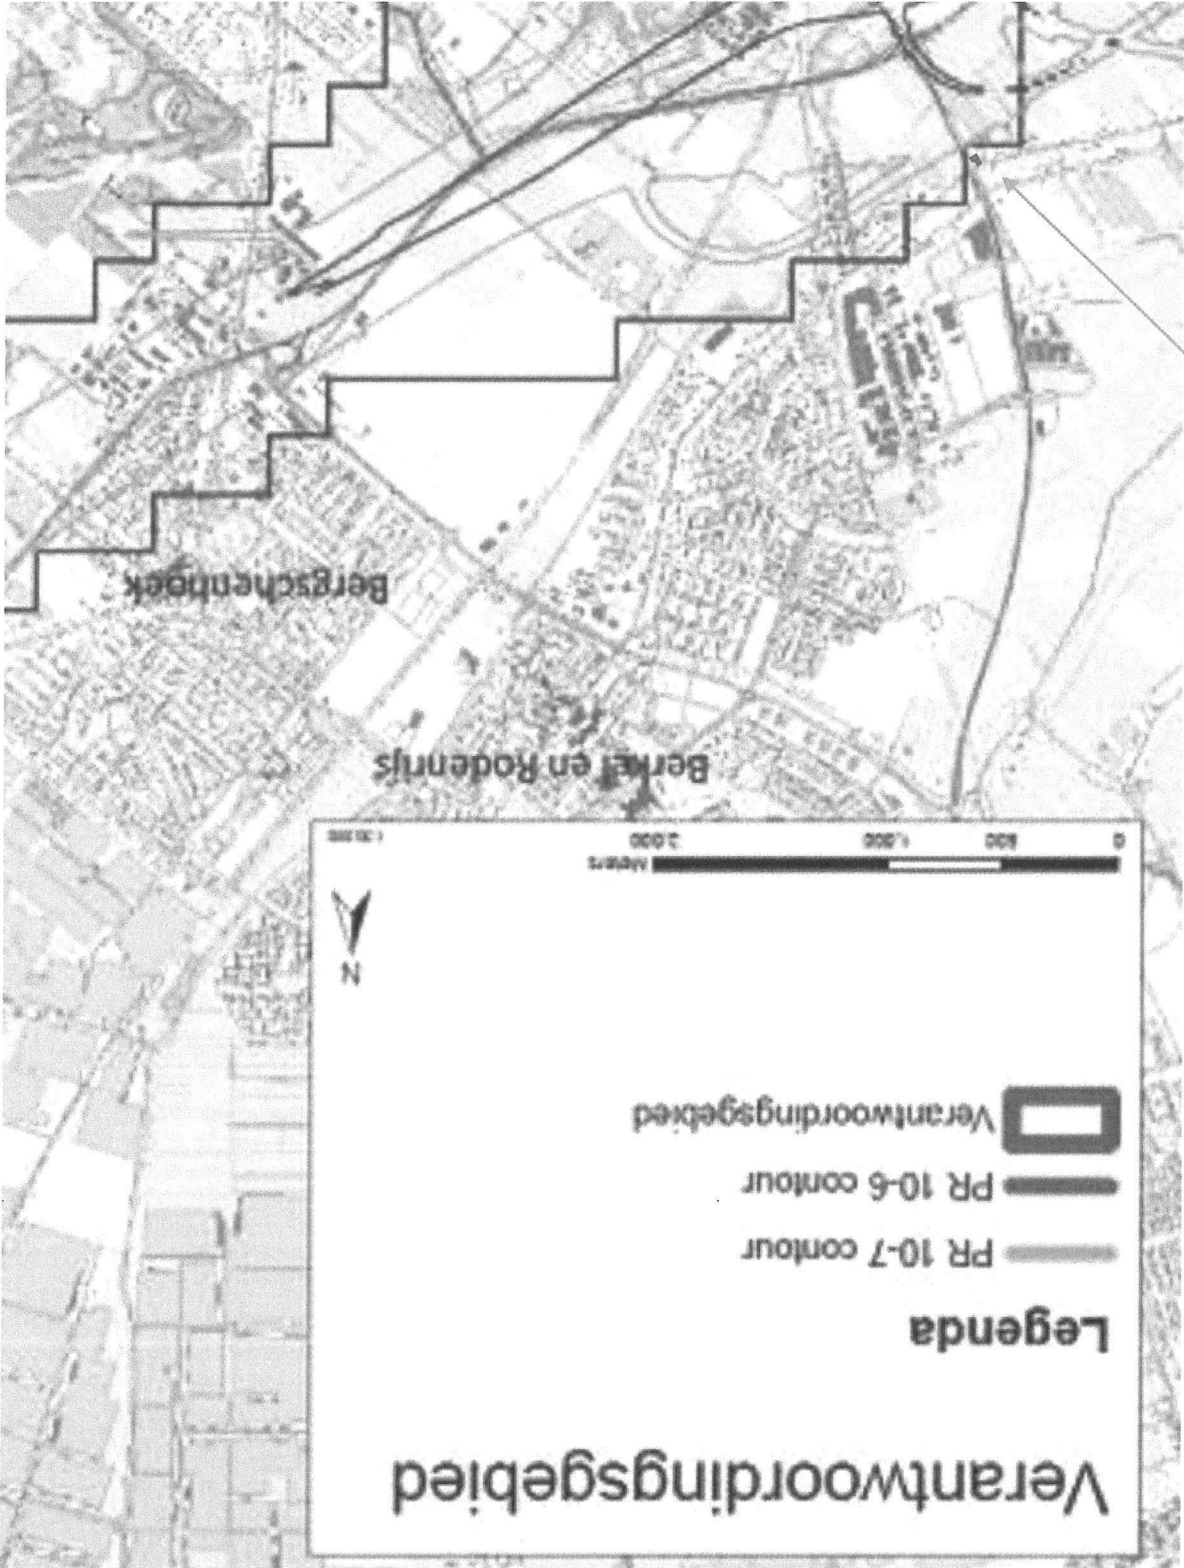 Verantwoordingsgebied
Legenda
PR 10-7 contour
PR 10-6 contour
Verantwoordingsgebied
N
0 500 1,000 2,000
Meters
Berkel en Rodenrijs
Bergschenhoek